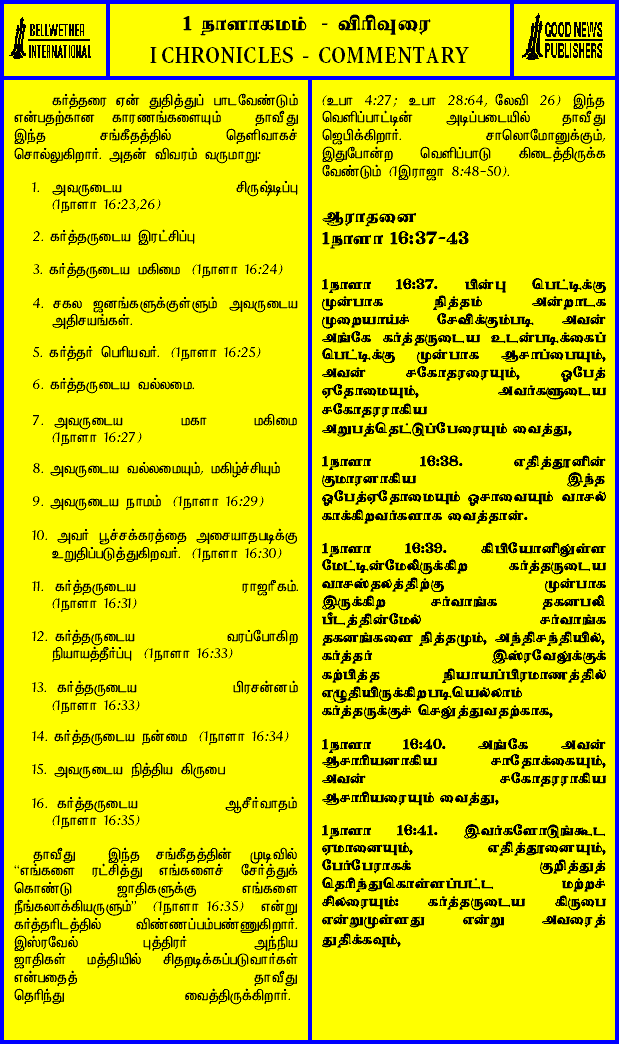 BELLWETHER
INTERNATIONAL
1 நாளாகமம் - விரிவுரை
I CHRONICLES - COMMENTARY
GOOD NEWS
PUBLISHERS
கர்த்தரை ஏன் துதித்துப் பாடவேண்டும்
என்பதற்கான காரணங்களையும் தாவீது
இந்த சங்கீதத்தில் தெளிவாகச்
சொல்லுகிறார். அதன் விவரம் வருமாறு:
1. அவருடைய சிருஷ்டிப்பு
(1நாளா 16:23,26)
2. கர்த்தருடைய இரட்சிப்பு
3. கர்த்தருடைய மகிமை (1நாளா 16:24)
4. சகல ஜனங்களுக்குள்ளும் அவருடைய
அதிசயங்கள்.
5. கர்த்தர் பெரியவர். (1நாளா 16:25)
6. கர்த்தருடைய வல்லமை.
7. அவருடைய மகா மகிமை
(1நாளா 16:27)
8. அவருடைய வல்லமையும், மகிழ்ச்சியும்
9. அவருடைய நாமம் (1நாளா 16:29)
10. அவர் பூச்சக்கரத்தை அசையாதபடிக்கு
உறுதிப்படுத்துகிறவர். (1நாளா 16:30)
11. கர்த்தருடைய ராஜரீகம்.
(1நாளா 16:31)
12. கர்த்தருடைய வரப்போகிற
நியாயத்தீர்ப்பு (1நாளா 16:33)
13. கர்த்தருடைய பிரசன்னம்
(1நாளா 16:33)
14. கர்த்தருடைய நன்மை (1நாளா 16:34)
15. அவருடைய நித்திய கிருபை
16. கர்த்தருடைய ஆசீர்வாதம்
(1நாளா 16:35)
தாவீது இந்த சங்கீதத்தின் முடிவில்
“எங்களை ரட்சித்து எங்களைச் சேர்த்துக்
கொண்டு ஜாதிகளுக்கு எங்களை
நீங்கலாக்கியருளும்” (1நாளா 16:35) என்று
கர்த்தரிடத்தில் விண்ணப்பம்பண்ணுகிறார்.
இஸ்ரவேல் புத்திரர் அந்நிய
ஜாதிகள் மத்தியில் சிதறடிக்கப்படுவார்கள்
என்பதைத் தாவீது
தெரிந்து வைத்திருக்கிறார்.
(உபா 4:27; உபா 28:64, லேவி 26) இந்த
வெளிப்பாட்டின் அடிப்படையில் தாவீது
ஜெபிக்கிறார். சாலொமோனுக்கும்,
இதுபோன்ற வெளிப்பாடு கிடைத்திருக்க
வேண்டும் (1இராஜா 8:48-50).
ஆராதனை
1நாளா 16:37-43
1நாளா 16:37. பின்பு பெட்டிக்கு
முன்பாக நித்தம் அன்றாடக
முறையாய்ச் சேவிக்கும்படி அவன்
அங்கே கர்த்தருடைய உடன்படிக்கைப்
பெட்டிக்கு முன்பாக ஆசாப்பையும்,
அவன் சகோதரரையும், ஓபேத்
ஏதோமையும், அவர்களுடைய
சகோதரராகிய
அறுபத்தெட்டுப்பேரையும் வைத்து,
1நாளா 16:38. எதித்தூனின்
குமாரனாகிய இந்த
ஓபேத்ஏதோமையும் ஓசாவையும் வாசல்
காக்கிறவர்களாக வைத்தான்.
1நாளா 16:39. கிபியோனிலுள்ள
மேட்டின்மேலிருக்கிற கர்த்தருடைய
வாசஸ்தலத்திற்கு முன்பாக
இருக்கிற சர்வாங்க தகனபலி
பீடத்தின்மேல் சர்வாங்க
தகனங்களை நித்தமும், அந்திசந்தியில்,
கர்த்தர் இஸ்ரவேலுக்குக்
கற்பித்த நியாயப்பிரமாணத்தில்
எழுதியிருக்கிறபடியெல்லாம்
கர்த்தருக்குச் செலுத்துவதற்காக,
1நாளா 16:40. அங்கே அவன்
ஆசாரியனாகிய சாதோக்கையும்,
அவன் சகோதரராகிய
ஆசாரியரையும் வைத்து,
1நாளா 16:41. இவர்களோடுங்கூட
ஏமானையும், எதித்தூனையும்,
பேர்பேராகக் குறித்துத்
தெரிந்துகொள்ளப்பட்ட மற்றச்
சிலரையும்: கர்த்தருடைய கிருபை
என்றுமுள்ளது என்று அவரைத்
துதிக்கவும்,